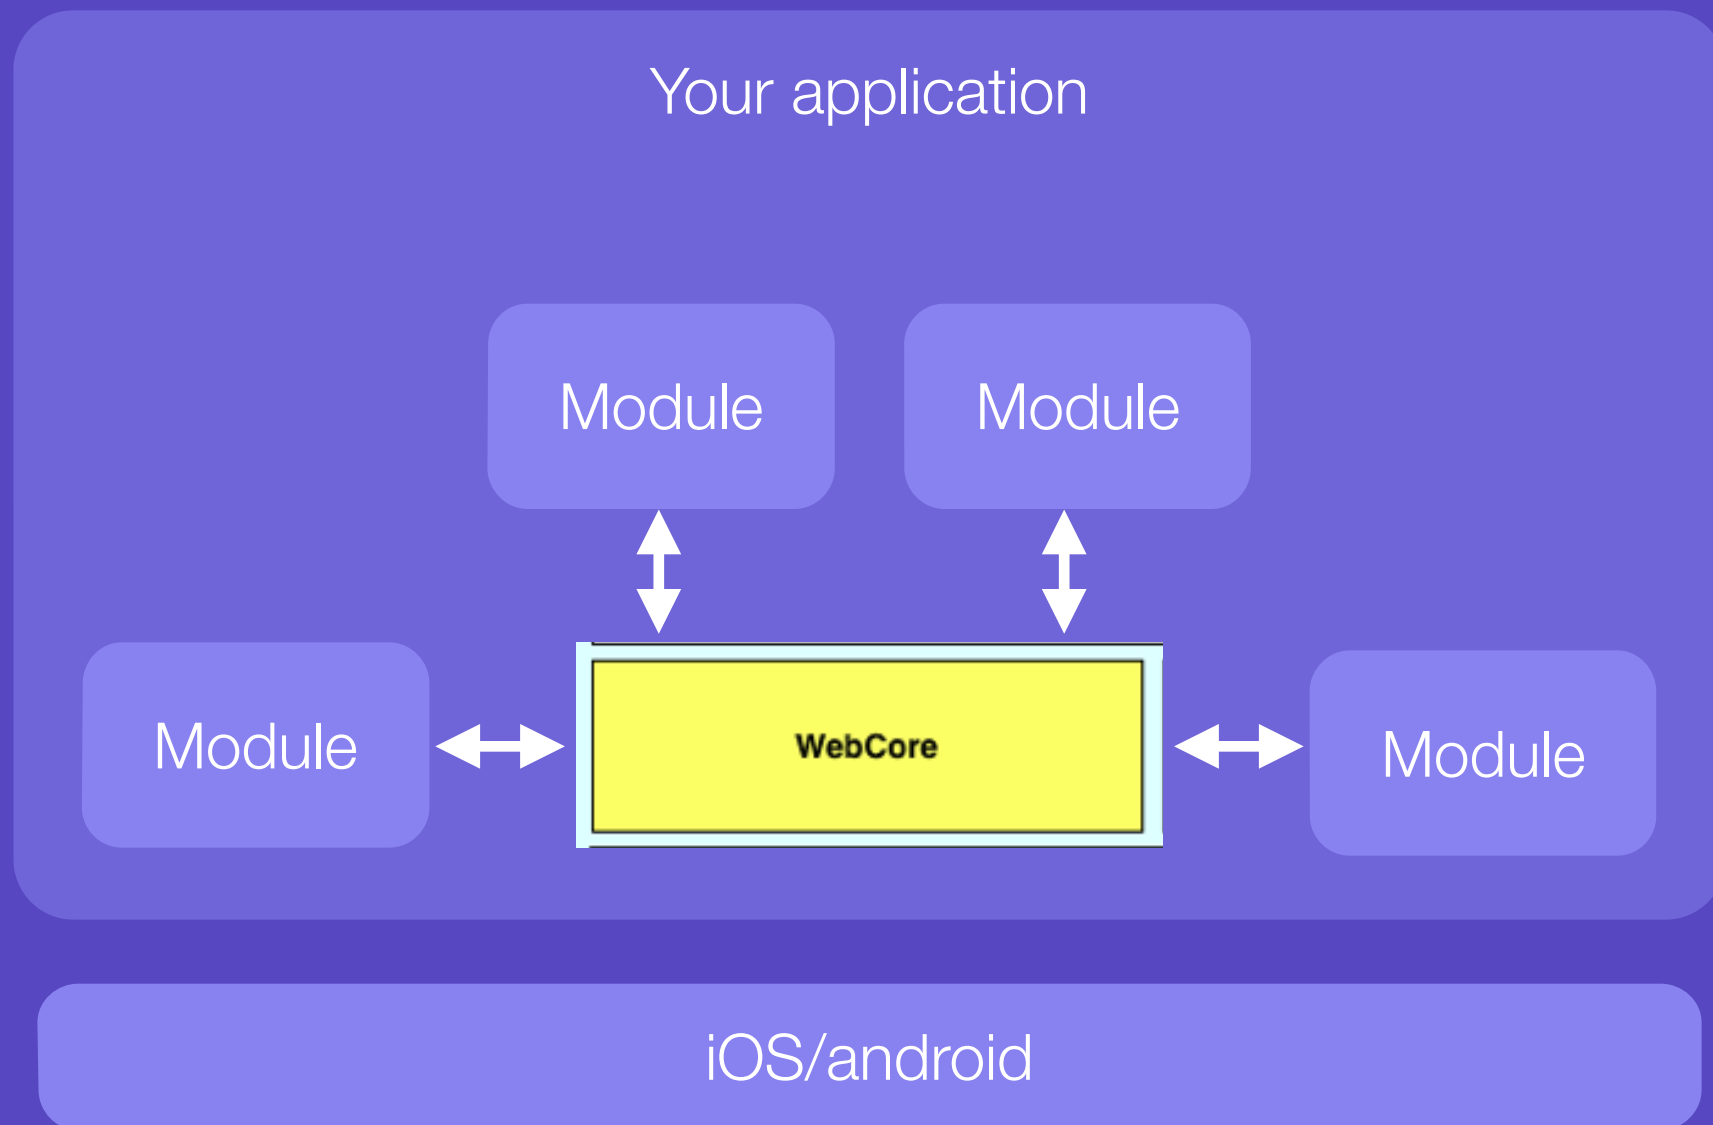 Your application
Module
Module
Module
WebCore
Module
iOS/android